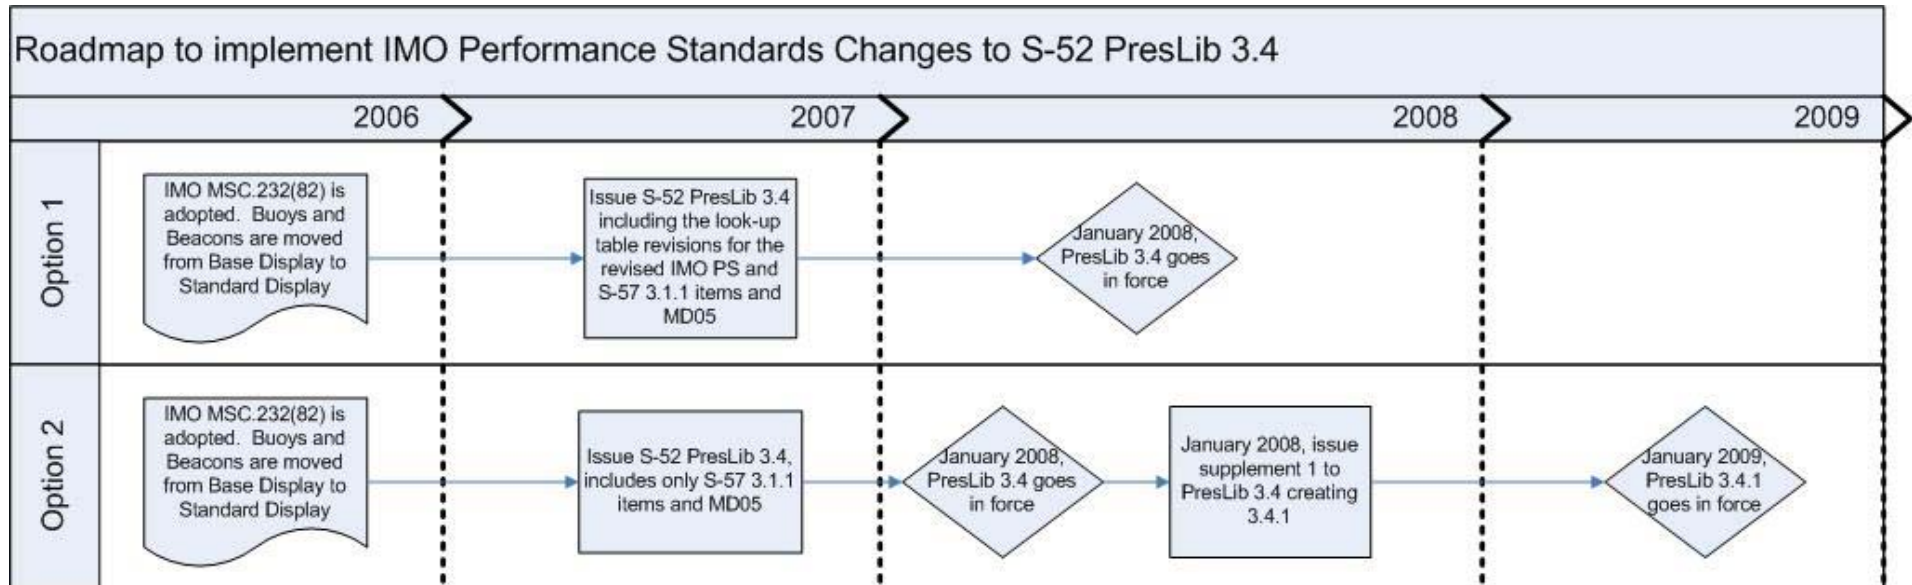 Roadmap to implement IMO Performance Standards Changes to S-52 PresLib 3.4
2006
2007
2008
2009
Option 1
IMO MSC.232(82) is
adopted.  Buoys and
Beacons are moved
from Base Display to
Standard Display
Issue S-52 PresLib 3.4
including the look-up
table revisions for the
revised IMO PS and
S-57 3.1.1 items and
MD05
January 2008,
PresLib 3.4 goes
in force
Option 2
IMO MSC.232(82) is
adopted.  Buoys and
Beacons are moved
from Base Display to
Standard Display
Issue S-52 PresLib 3.4,
includes only S-57 3.1.1
items and MD05
January 2008,
PresLib 3.4 goes
in force
January 2008, issue
supplement 1 to
PresLib 3.4 creating
3.4.1
January 2009,
PresLib 3.4.1
goes in force